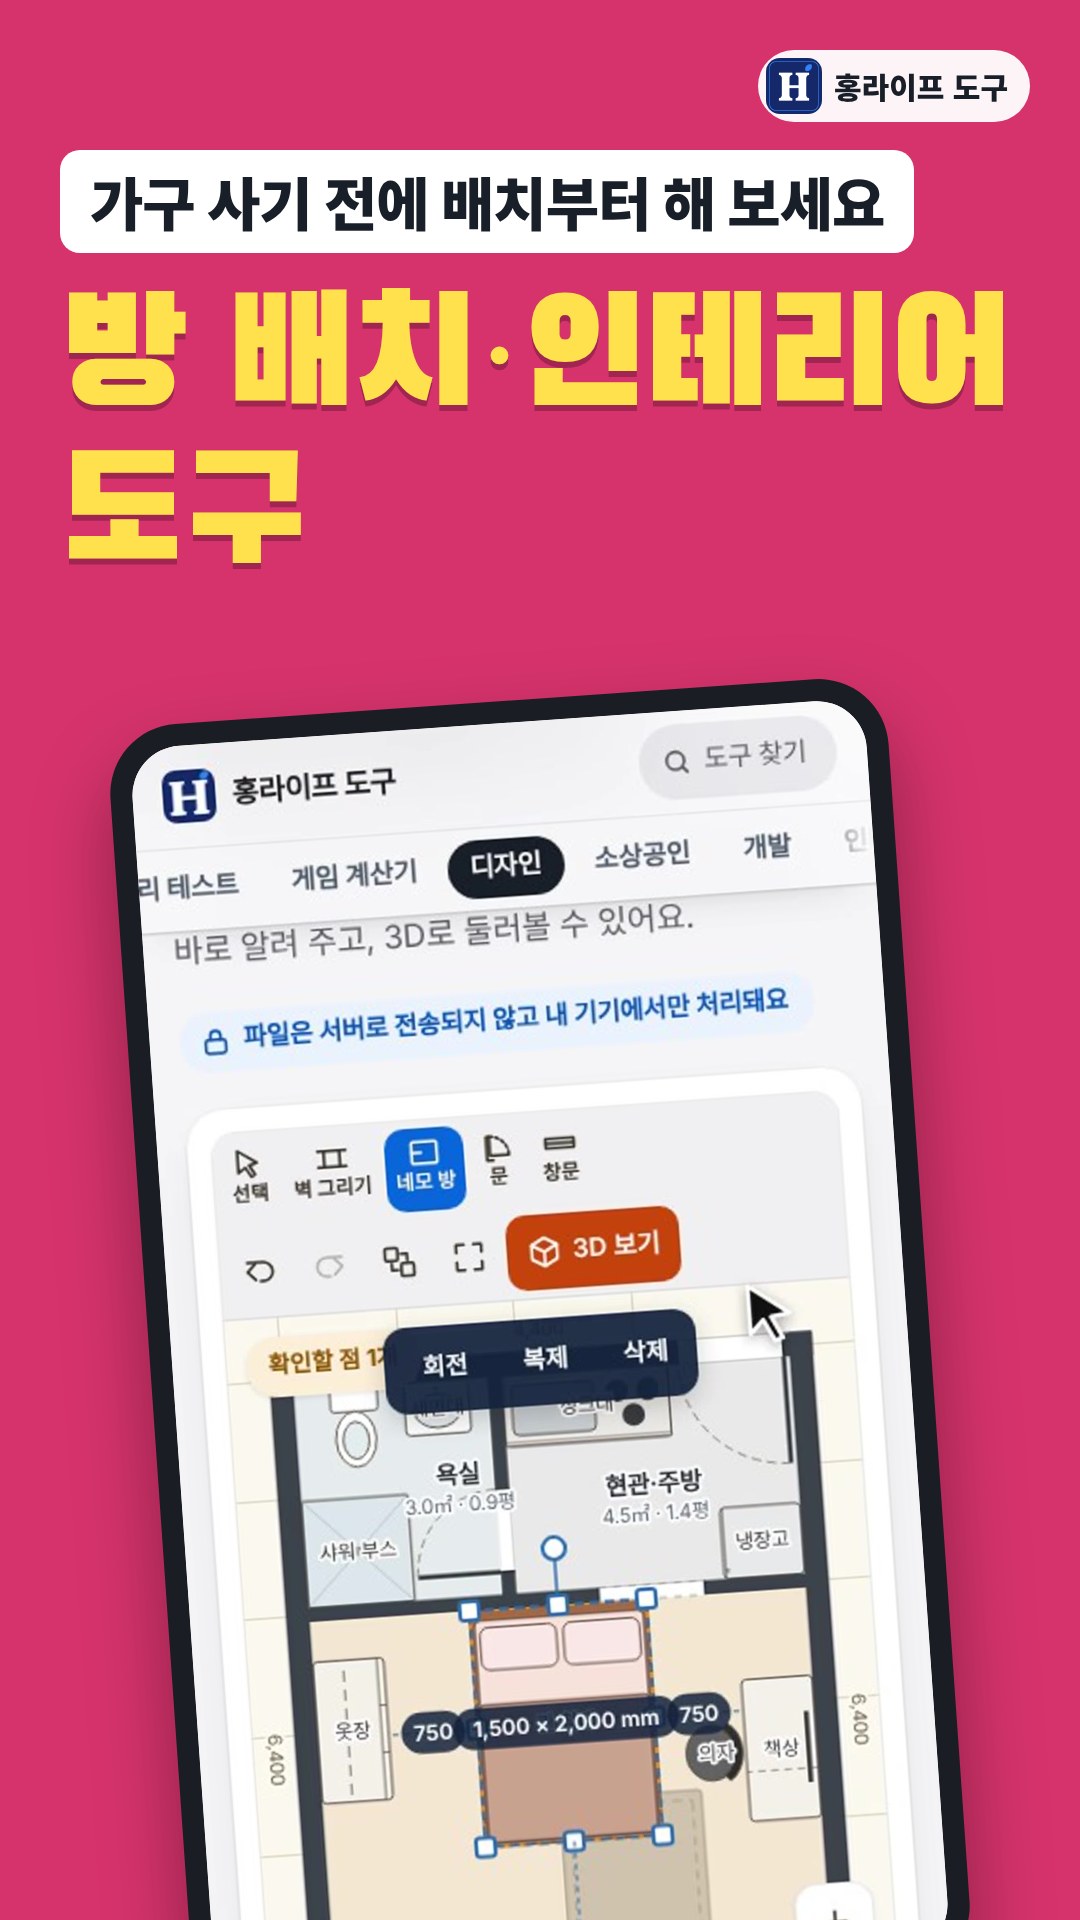 홍라이프 도구
가구 사기 전에 배치부터 해 보세요
방 배치·인테리어
도구
홍라이프 도구
도구 찾기
리 테스트 게임 계산기 디자인 소상공인 개발 인
바로 알려 주고, 3D로 둘러볼 수 있어요.
파일은 서버로 전송되지 않고 내 기기에서만 처리돼요
선택 벽 그리기 네모 방 문 창문
3D 보기
확인할 점 1개
회전 복제 삭제
세면대 싱크대
욕실
3.0㎡ · 0.9평
현관·주방
4.5㎡ · 1.4평
샤워부스
냉장고
옷장
750 1,500 × 2,000 mm 750
의자
책상
6,400
6,400